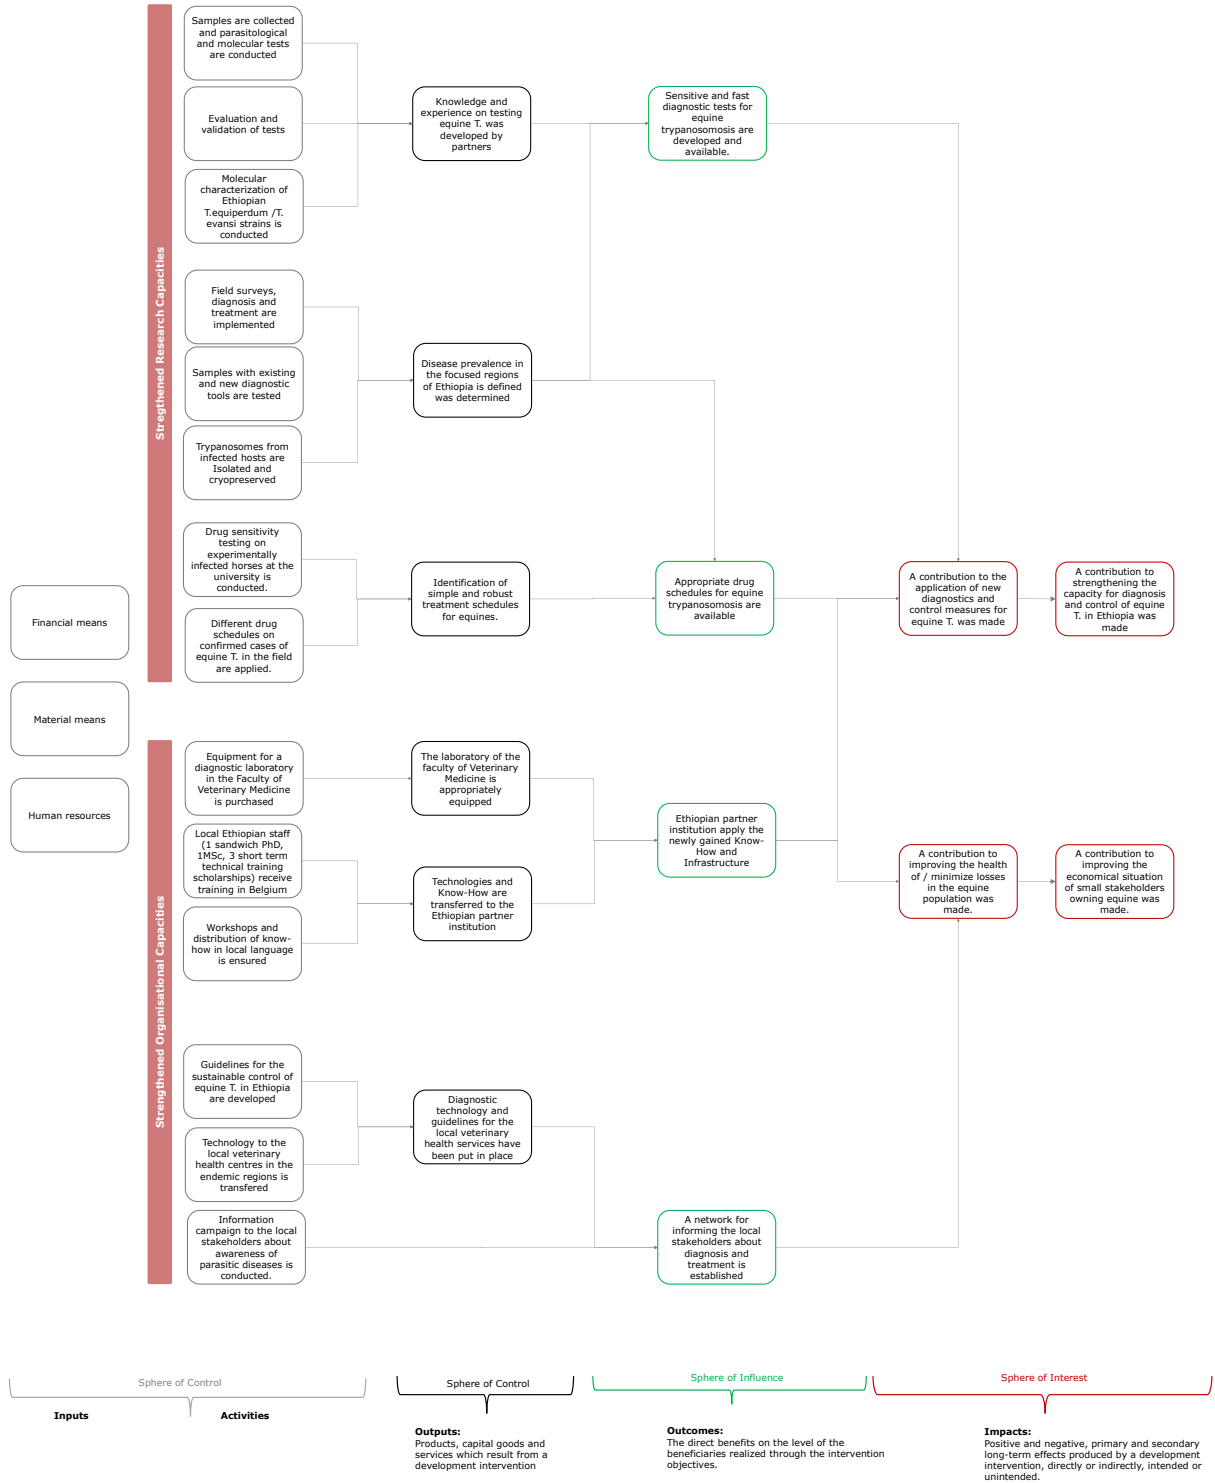 Samples are collected
and parasitological
and molecular tests
are conducted
Evaluation and
validation of tests
Molecular
characterization of
Ethiopian
T.equiperdum /T.
evansi strains is
conducted
Field surveys,
diagnosis and
treatment are
implemented
Samples with existing
and new diagnostic
tools are tested
Trypanosomes from
infected hosts are
Isolated and
cryopreserved
Drug sensitivity
testing on
experimentally
infected horses at the
university is
conducted.
Different drug
schedules on
confirmed cases of
equine T. in the field
are applied.
Stregthened Research Capacities
Knowledge and
experience on testing
equine T. was
developed by
partners
Disease prevalence in
the focused regions
of Ethiopia is defined
was determined
Identification of
simple and robust
treatment schedules
for equines.
Sensitive and fast
diagnostic tests for
equine
trypanosomosis are
developed and
available.
Appropriate drug
schedules for equine
trypanosomosis are
available
A contribution to the
application of new
diagnostics and
control measures for
equine T. was made
A contribution to
strengthening the
capacity for diagnosis
and control of equine
T. in Ethiopia was
made
Financial means
Material means
Human resources
Strengthened Organisational Capacities
Equipment for a
diagnostic laboratory
in the Faculty of
Veterinary Medicine
is purchased
Local Ethiopian staff
(1 sandwich PhD,
1MSc, 3 short term
technical training
scholarships) receive
training in Belgium
Workshops and
distribution of know-
how in local language
is ensured
Guidelines for the
sustainable control of
equine T. in Ethiopia
are developed
Technology to the
local veterinary
health centres in the
endemic regions is
transfered
Information
campaign to the local
stakeholders about
awareness of
parasitic diseases is
conducted.
The laboratory of the
faculty of Veterinary
Medicine is
appropriately
equipped
Technologies and
Know-How are
transferred to the
Ethiopian partner
institution
Diagnostic
technology and
guidelines for the
local veterinary
health services have
been put in place
Ethiopian partner
institution apply the
newly gained Know-
How and
Infrastructure
A network for
informing the local
stakeholders about
diagnosis and
treatment is
established
A contribution to
improving the health
of / minimize losses
in the equine
population was
made.
A contribution to
improving the
economical situation
of small stakeholders
owning equine was
made.
Sphere of Control
Inputs
Activities
Sphere of Control
Outputs:
Products, capital goods and
services which result from a
development intervention
Sphere of Influence
Outcomes:
The direct benefits on the level of the
beneficiaries realized through the intervention
objectives.
Sphere of Interest
Impacts:
Positive and negative, primary and secondary
long-term effects produced by a development
intervention, directly or indirectly, intended or
unintended.